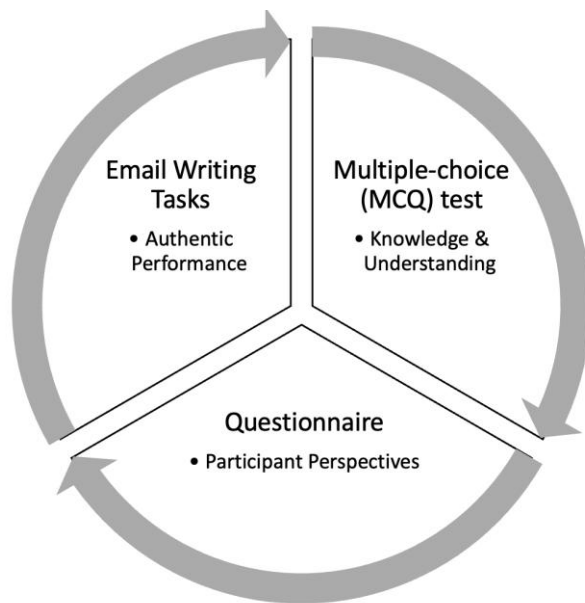 Email Writing
Tasks
• Authentic
Performance
Multiple-choice
(MCQ) test
• Knowledge &
Understanding
Questionnaire
• Participant Perspectives